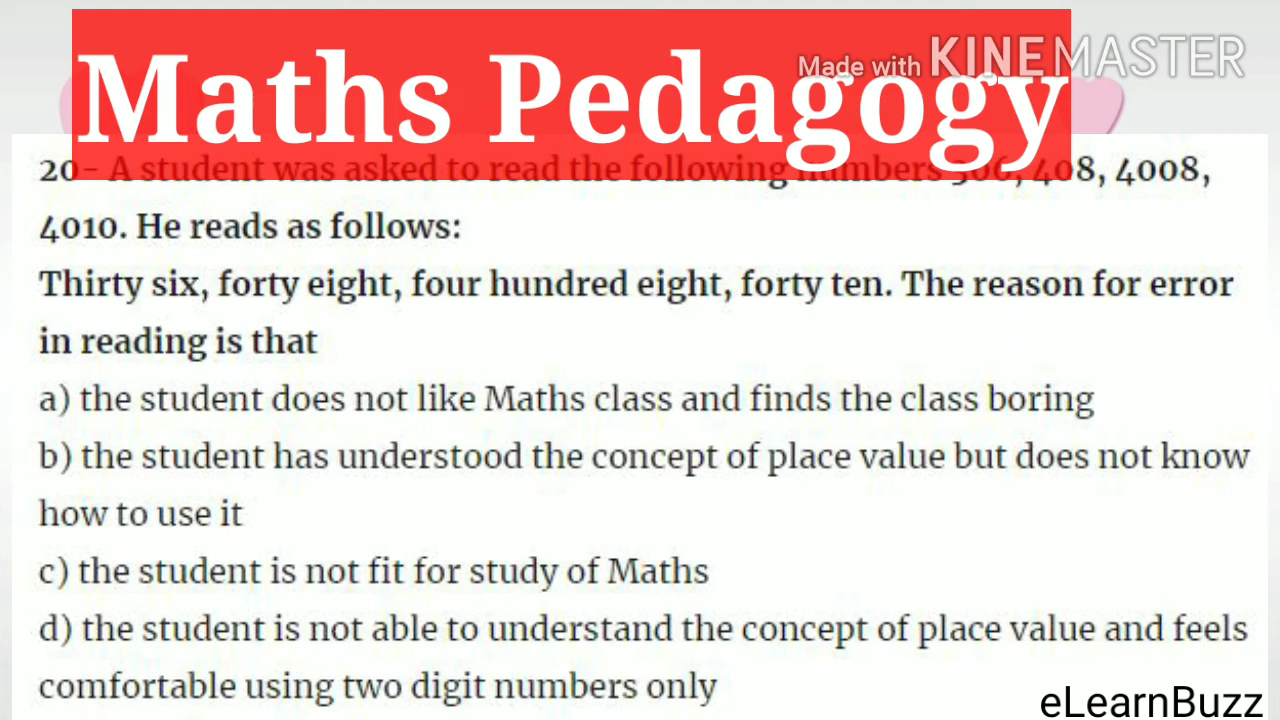 Maths Pedagogy
Made with KINEMASTER
20- A student was asked to read the following numbers 306, 408, 4008,
4010. He reads as follows:
Thirty six, forty eight, four hundred eight, forty ten. The reason for error
in reading is that
a) the student does not like Maths class and finds the class boring
b) the student has understood the concept of place value but does not know
how to use it
c) the student is not fit for study of Maths
d) the student is not able to understand the concept of place value and feels
comfortable using two digit numbers only
eLearnBuzz